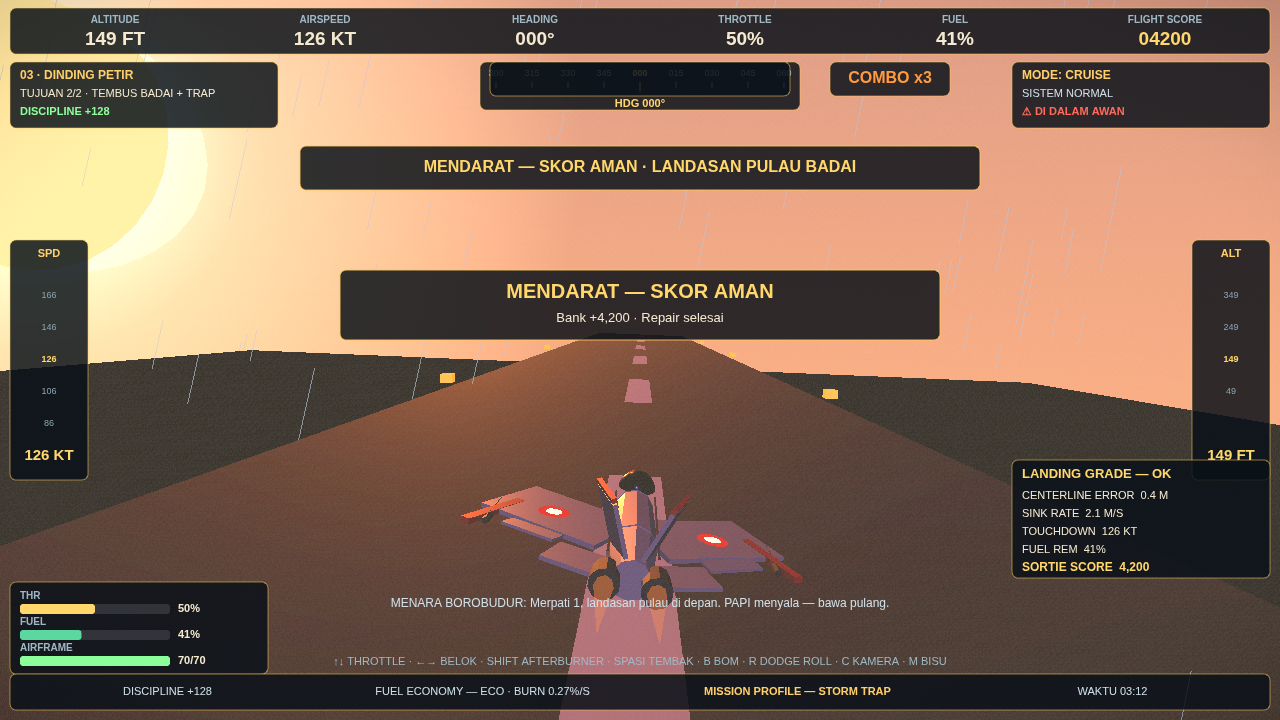 ALTITUDE AIRSPEED HEADING THROTTLE FUEL FLIGHT SCORE
149 FT 126 KT 000° 50% 41% 04200
03 · DINDING PETIR
TUJUAN 2/2 · TEMBUS BADAI + TRAP
DISCIPLINE +128
300 315 330 345 000 015 030 045 060
HDG 000°
COMBO x3
MODE: CRUISE
SISTEM NORMAL
⚠ DI DALAM AWAN
MENDARAT — SKOR AMAN · LANDASAN PULAU BADAI
MENDARAT — SKOR AMAN
Bank +4,200 · Repair selesai
SPD
166
146
126
106
86
126 KT
ALT
349
249
149
49
149 FT
LANDING GRADE — OK
CENTERLINE ERROR 0.4 M
SINK RATE 2.1 M/S
TOUCHDOWN 126 KT
FUEL REM 41%
SORTIE SCORE 4,200
THR
50%
FUEL
41%
AIRFRAME
70/70
MENARA BOROBUDUR: Merpati 1, landasan pulau di depan. PAPI menyala — bawa pulang.
↑↓ THROTTLE · ←→ BELOK · SHIFT AFTERBURNER · SPASI TEMBAK · B BOM · R DODGE ROLL · C KAMERA · M BISU
DISCIPLINE +128 FUEL ECONOMY — ECO · BURN 0.27%/S MISSION PROFILE — STORM TRAP WAKTU 03:12